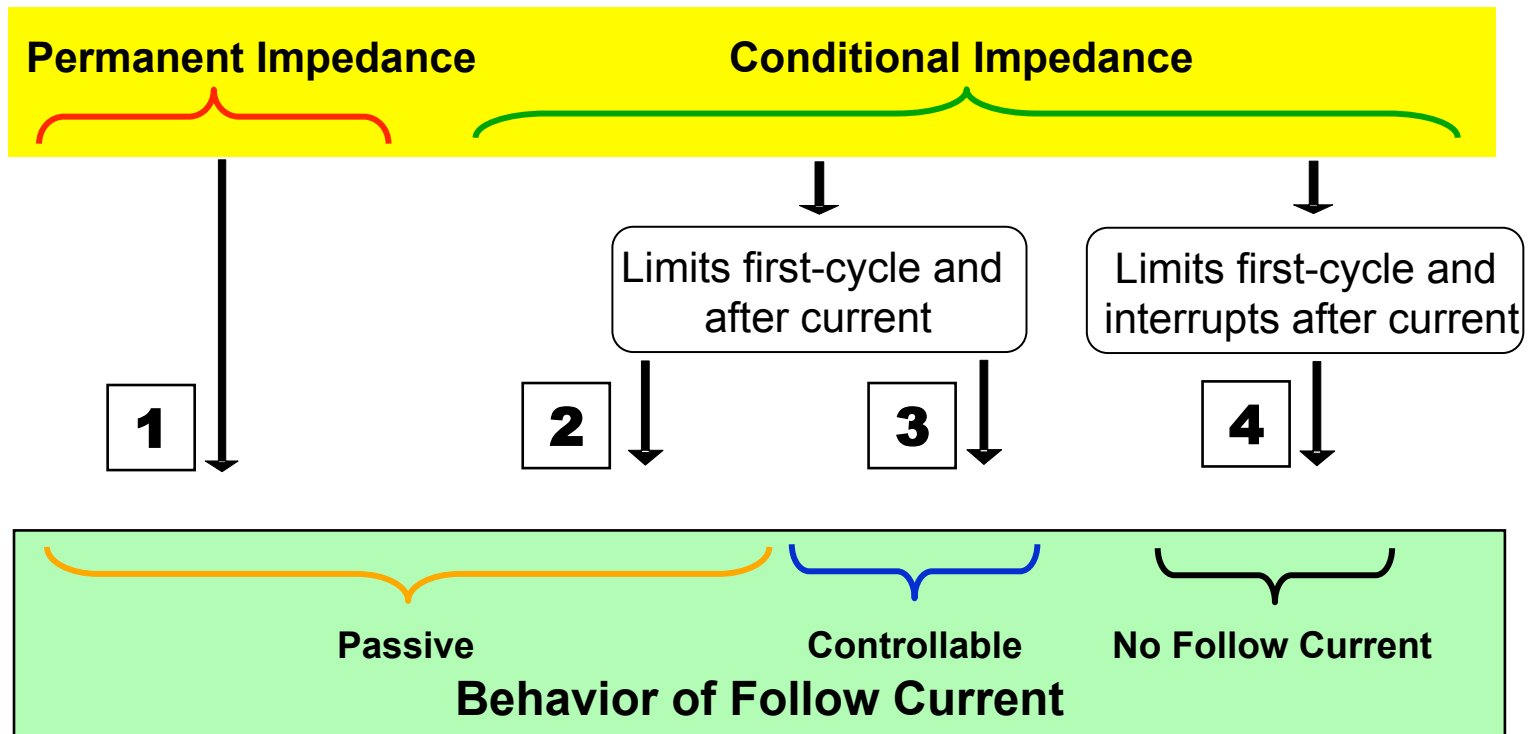 Permanent Impedance
Conditional Impedance
Limits first-cycle and
after current
Limits first-cycle and
interrupts after current
1
2
3
4
Passive
Controllable
No Follow Current
Behavior of Follow Current